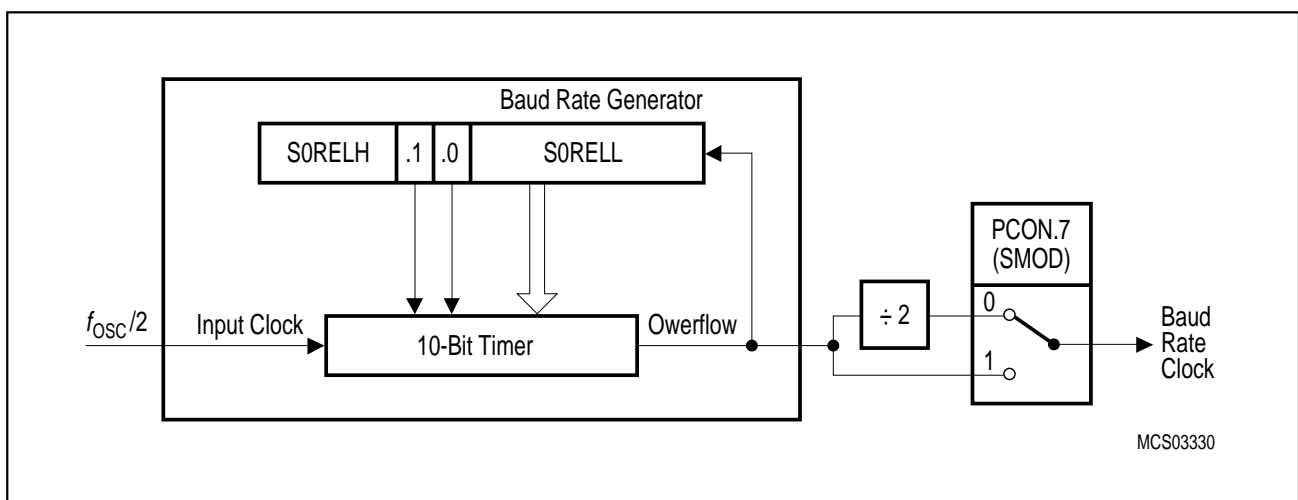 Baud Rate Generator
S0RELH .1 .0 S0RELL
PCON.7
(SMOD)
fOSC/2
Input Clock
10-Bit Timer
Owerflow
÷ 2
0
1
Baud
Rate
Clock
MCS03330